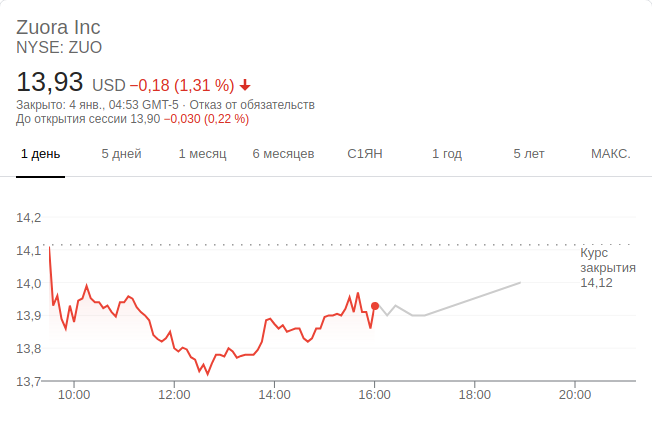 Zuora Inc
NYSE: ZUO
13,93 USD −0,18 (1,31 %)
Закрыто: 4 янв., 04:53 GMT-5 · Отказ от обязательств
До открытия сессии 13,90 −0,030 (0,22 %)
1 день 5 дней 1 месяц 6 месяцев С1ЯН 1 год 5 лет МАКС.
14,2
14,1
Курс
закрытия
14,12
14,0
13,9
13,8
13,7
10:00 12:00 14:00 16:00 18:00 20:00